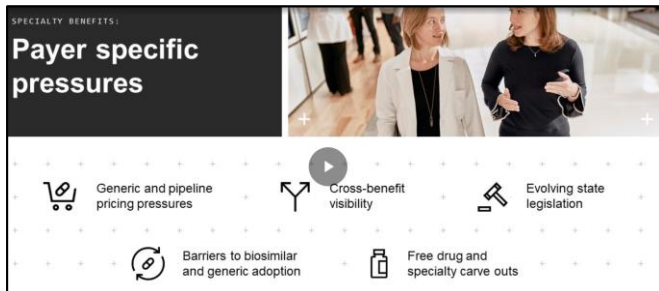 SPECIALTY BENEFITS:
Payer specific
pressures
Generic and pipeline
pricing pressures
Cross-benefit
visibility
Evolving state
legislation
Barriers to biosimilar
and generic adoption
Free drug and
specialty carve outs